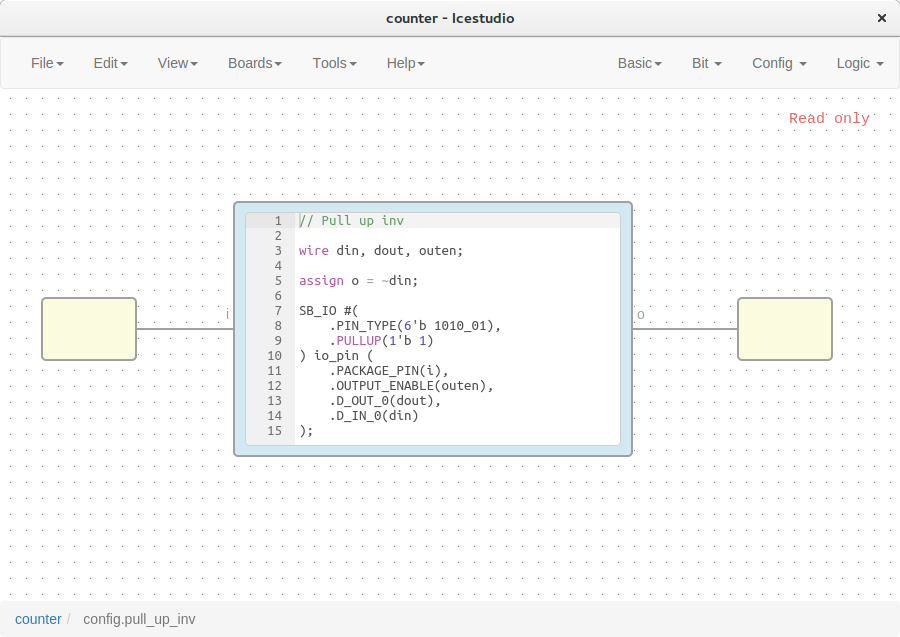 counter - Icestudio ×
File Edit View Boards Tools Help Basic Bit Config Logic
Read only
1 // Pull up inv
2
3 wire din, dout, outen;
4
5 assign o = ~din;
6
7 SB_IO #(
8     .PIN_TYPE(6'b 1010_01),
9     .PULLUP(1'b 1)
10 ) io_pin (
11     .PACKAGE_PIN(i),
12     .OUTPUT_ENABLE(outen),
13     .D_OUT_0(dout),
14     .D_IN_0(din)
15 );
i
o
counter / config.pull_up_inv